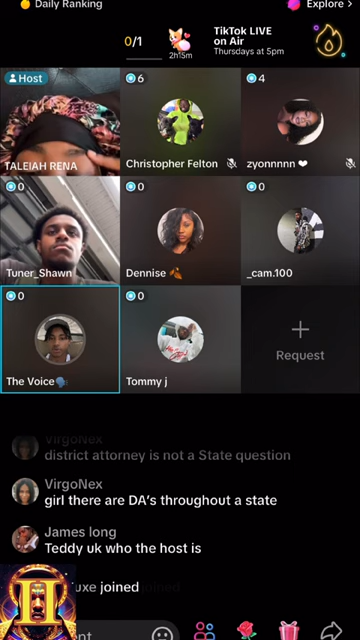 Daily Ranking
Explore >
0/1
2h15m
TikTok LIVE
on Air
Thursdays at 5pm
Host
6
4
TALEIAH RENA
Christopher Felton
zyonnnnn
0
0
0
Tuner_Shawn
Dennise
_cam.100
0
0
The Voice
Tommy j
+
Request
VirgoNex
district attorney is not a State question
VirgoNex
girl there are DA's throughout a state
James long
Teddy uk who the host is
joined
joined